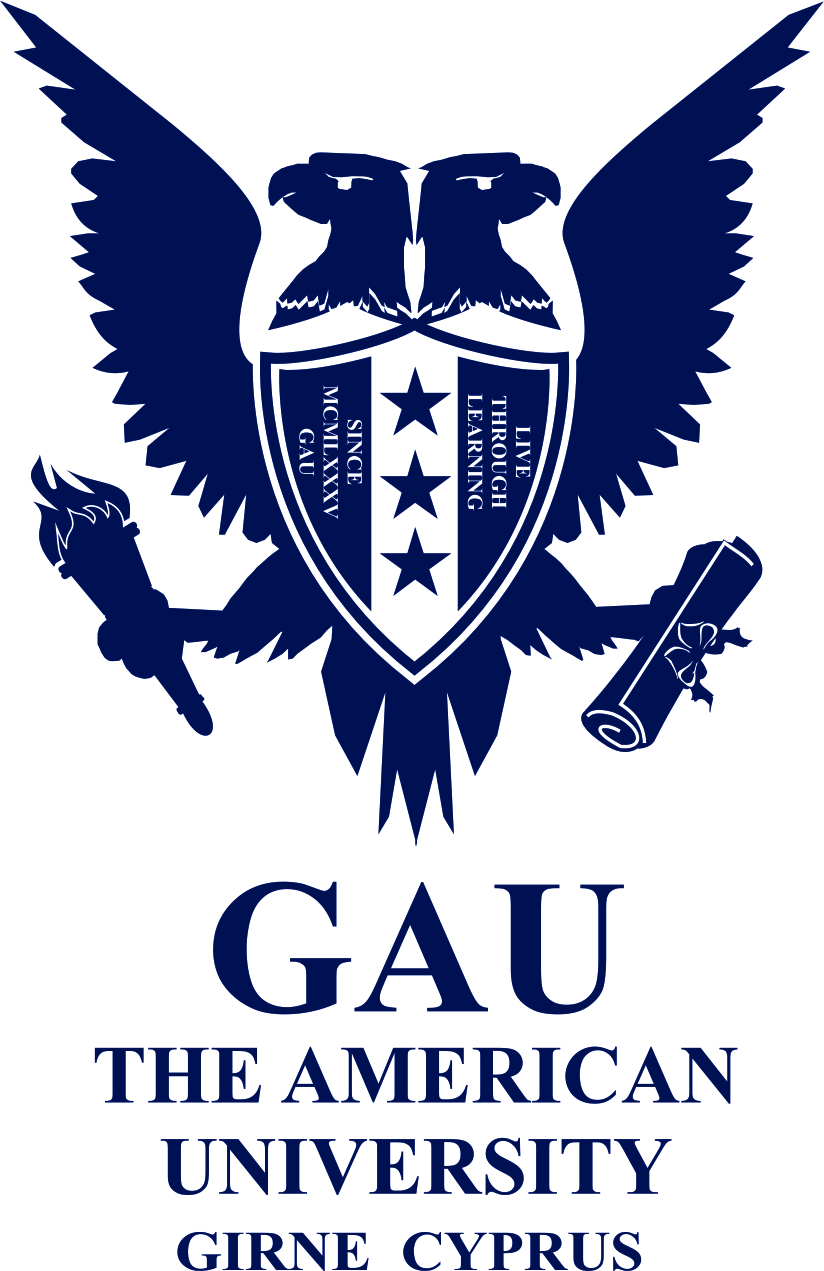 SINCE
MCMLXXXV
GAU
LIVE
THROUGH
LEARNING
GAU
THE AMERICAN
UNIVERSITY
GIRNE CYPRUS